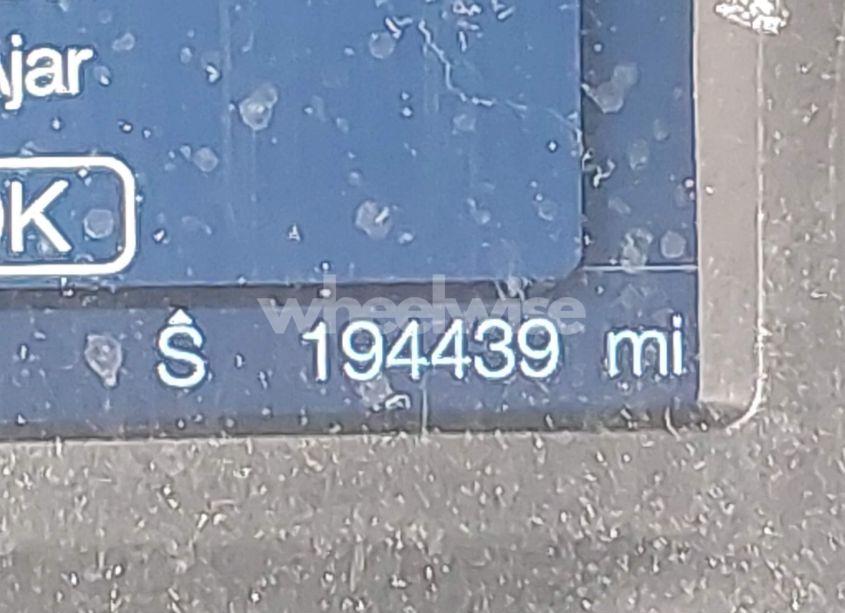 Ajar
OK
wheelwise
Ŝ 194439 mi